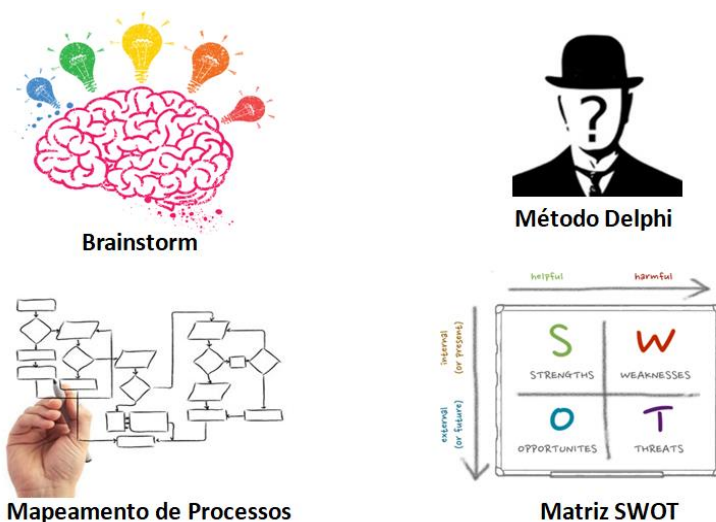 Brainstorm
?
Método Delphi
Mapeamento de Processos
helpful
harmful
internal
(or present)
external
(or future)
S
W
STRENGTHS
WEAKNESSES
O
T
OPPORTUNITES
THREATS
Matriz SWOT